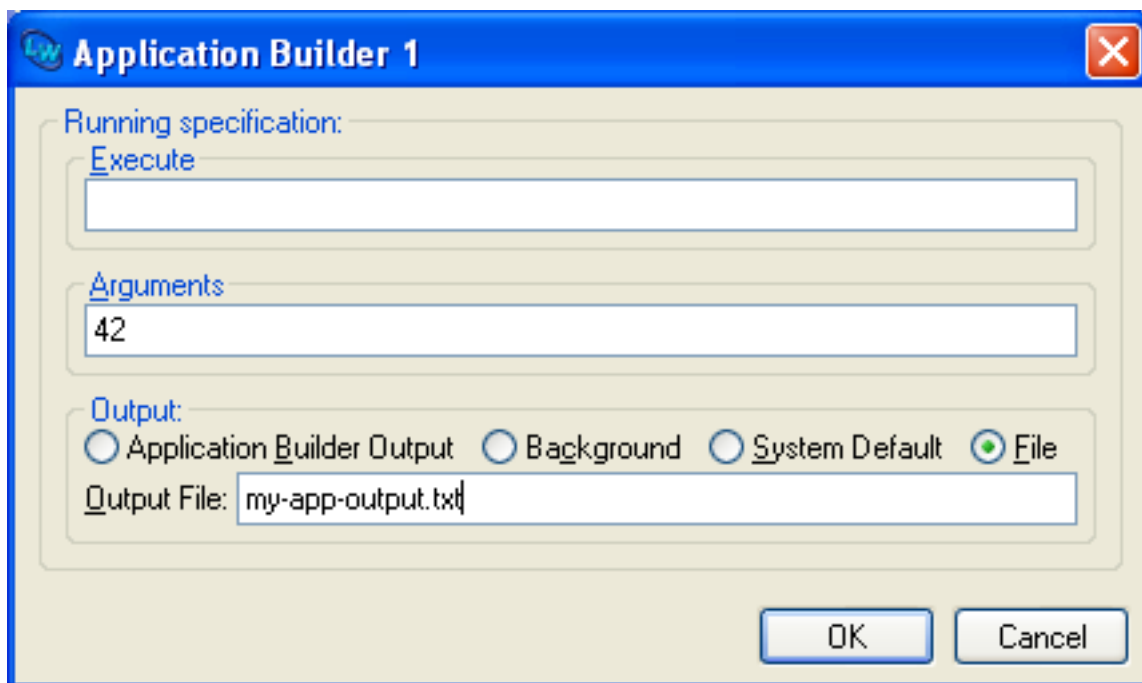 LW Application Builder 1
Running specification:
Execute
Arguments
42
Output:
Application Builder Output Background System Default File
Output File: my-app-output.txt
OK Cancel